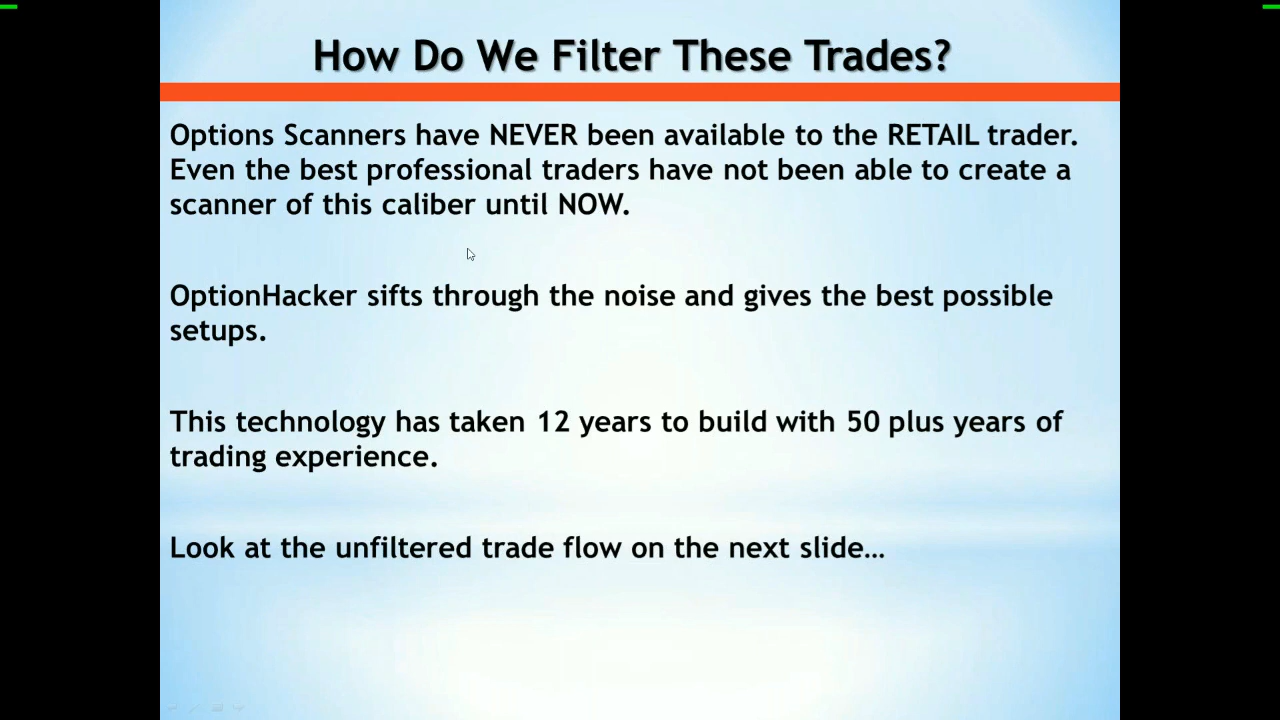 How Do We Filter These Trades?
Options Scanners have NEVER been available to the RETAIL trader.
Even the best professional traders have not been able to create a
scanner of this caliber until NOW.
OptionHacker sifts through the noise and gives the best possible
setups.
This technology has taken 12 years to build with 50 plus years of
trading experience.
Look at the unfiltered trade flow on the next slide…